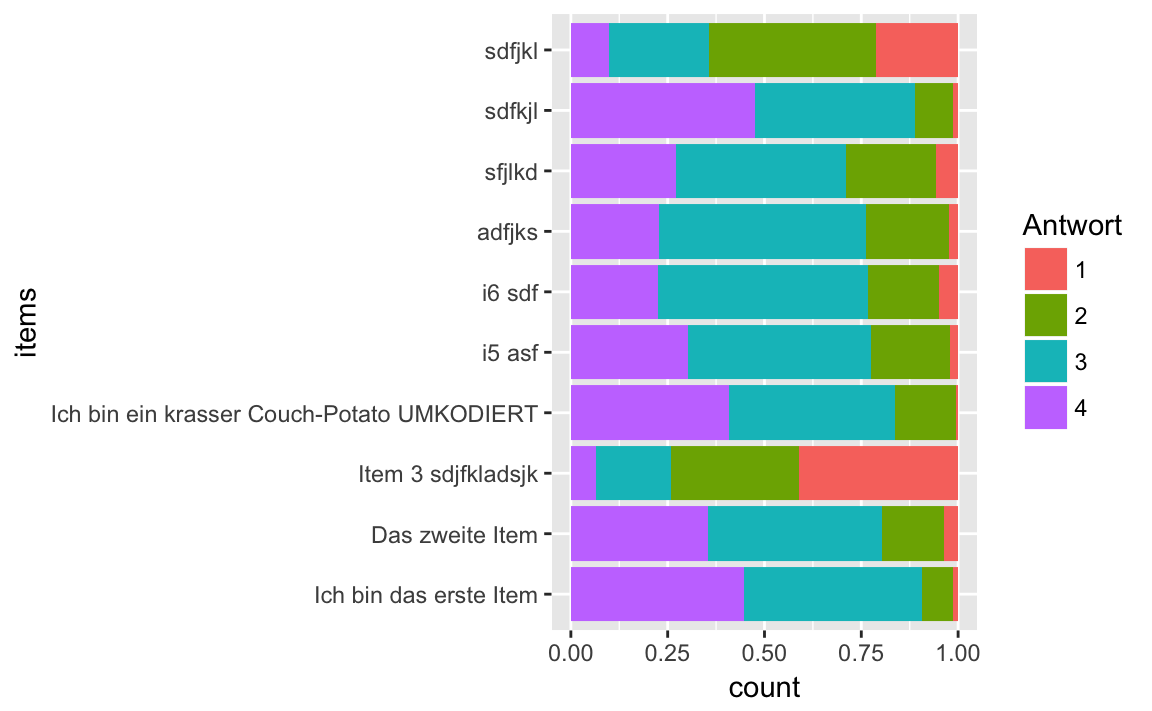 sdfjkl
sdfkjl
sfjlkd
adfjks
i6 sdf
i5 asf
Ich bin ein krasser Couch-Potato UMKODIERT
Item 3 sdjfkladsjk
Das zweite Item
Ich bin das erste Item
items
0.00 0.25 0.50 0.75 1.00
count
Antwort
1
2
3
4